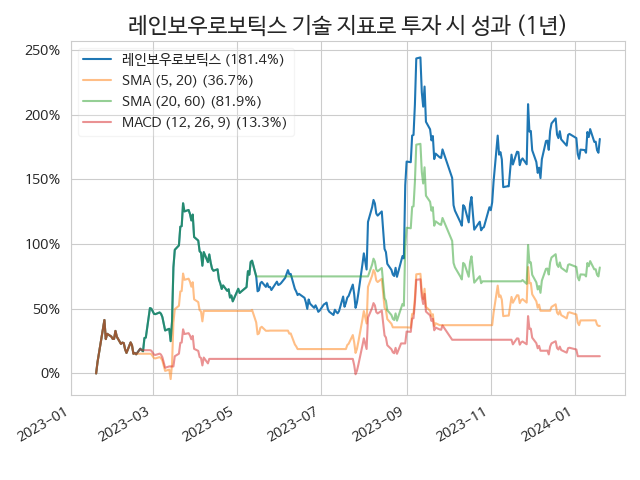 레인보우로보틱스 기술 지표로 투자 시 성과 (1년)
250%
200%
150%
100%
50%
0%
레인보우로보틱스 (181.4%)
SMA (5, 20) (36.7%)
SMA (20, 60) (81.9%)
MACD (12, 26, 9) (13.3%)
2023-01
2023-03
2023-05
2023-07
2023-09
2023-11
2024-01